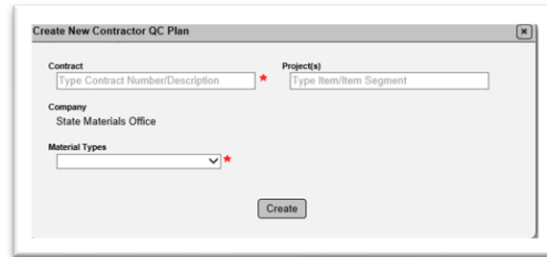 Create New Contractor QC Plan
Contract
Project(s)
Type Contract Number/Description
*
Type Item/Item Segment
Company
State Materials Office
Material Types
*
Create